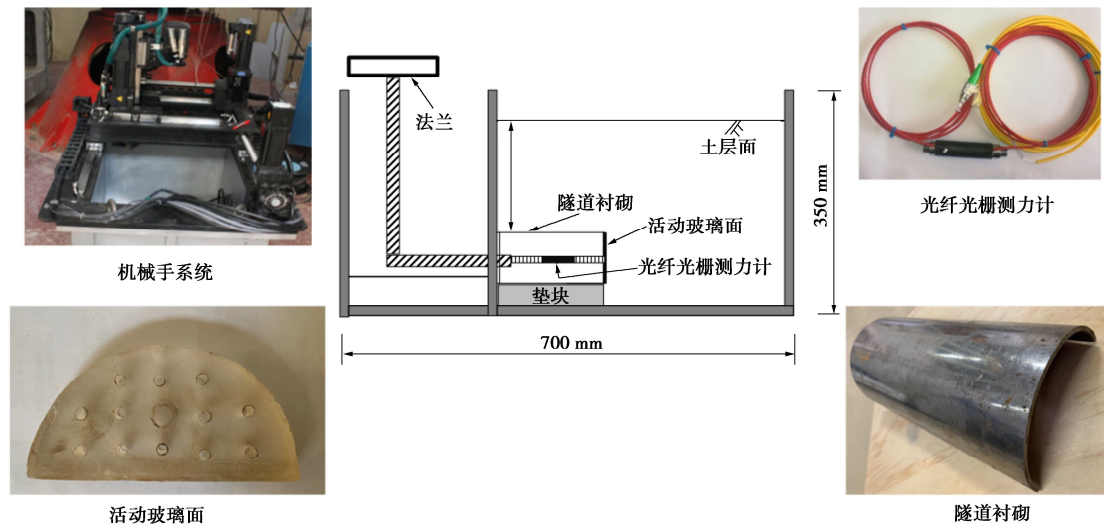 法兰
土层面
隧道衬砌
活动玻璃面
光纤光栅测力计
垫块
350 mm
700 mm
光纤光栅测力计
机械手系统
活动玻璃面
隧道衬砌